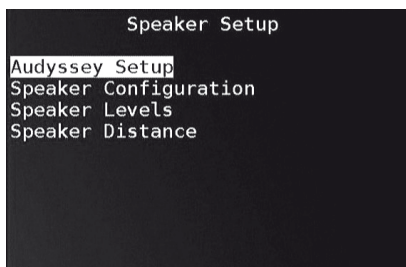 Speaker Setup
Audyssey Setup
Speaker Configuration
Speaker Levels
Speaker Distance